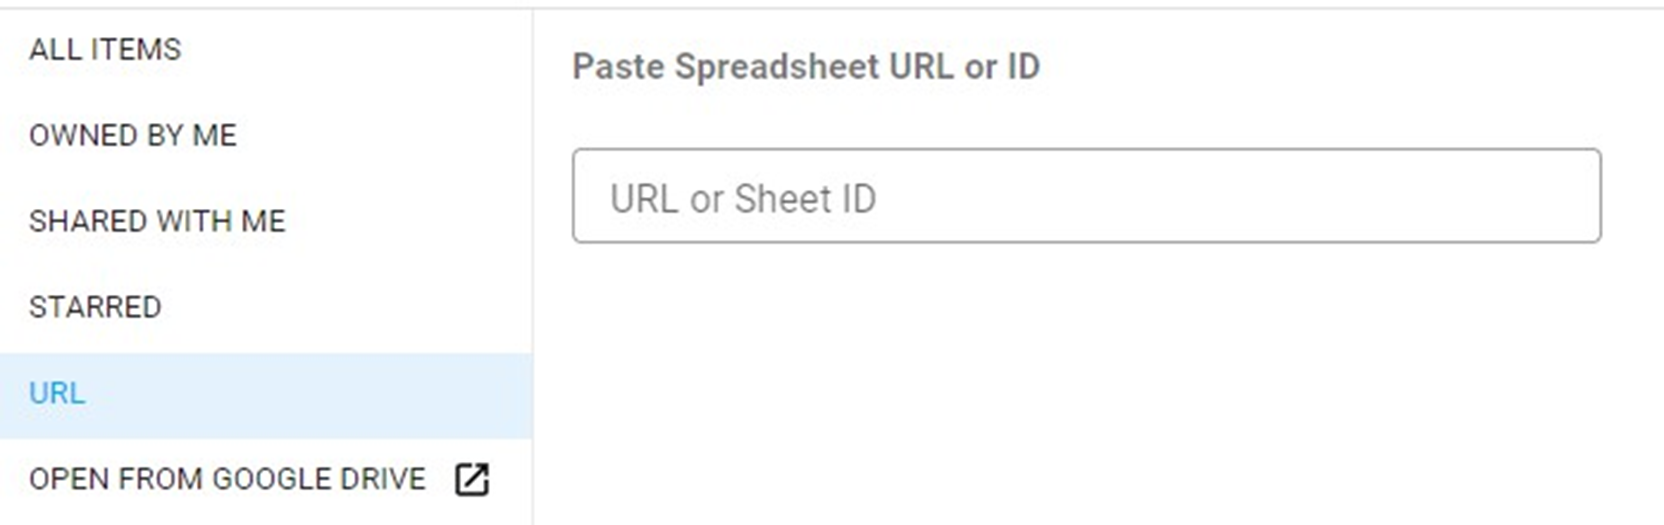 ALL ITEMS
OWNED BY ME
SHARED WITH ME
STARRED
URL
OPEN FROM GOOGLE DRIVE
Paste Spreadsheet URL or ID
URL or Sheet ID